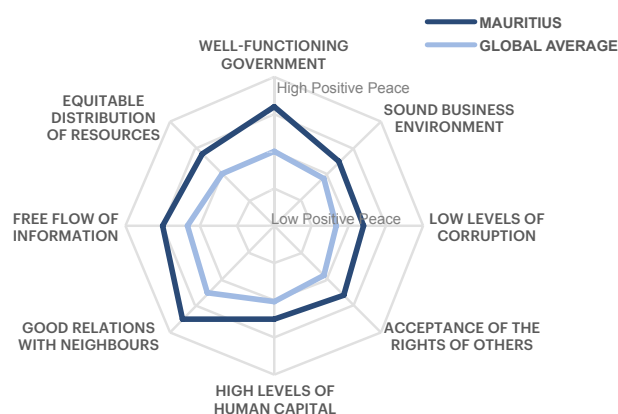 MAURITIUS
GLOBAL AVERAGE
WELL-FUNCTIONING
GOVERNMENT
High Positive Peace
EQUITABLE
DISTRIBUTION
OF RESOURCES
SOUND BUSINESS
ENVIRONMENT
FREE FLOW OF
INFORMATION
Low Positive Peace
LOW LEVELS OF
CORRUPTION
GOOD RELATIONS
WITH NEIGHBOURS
ACCEPTANCE OF THE
RIGHTS OF OTHERS
HIGH LEVELS OF
HUMAN CAPITAL